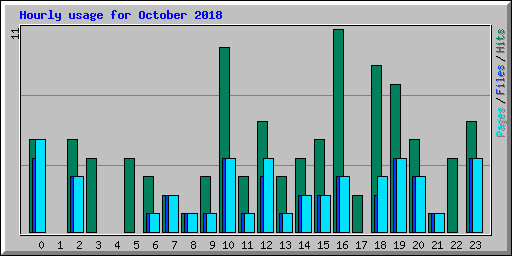 Hourly usage for October 2018
11
Pages/Files/Hits
0 1 2 3 4 5 6 7 8 9 10 11 12 13 14 15 16 17 18 19 20 21 22 23